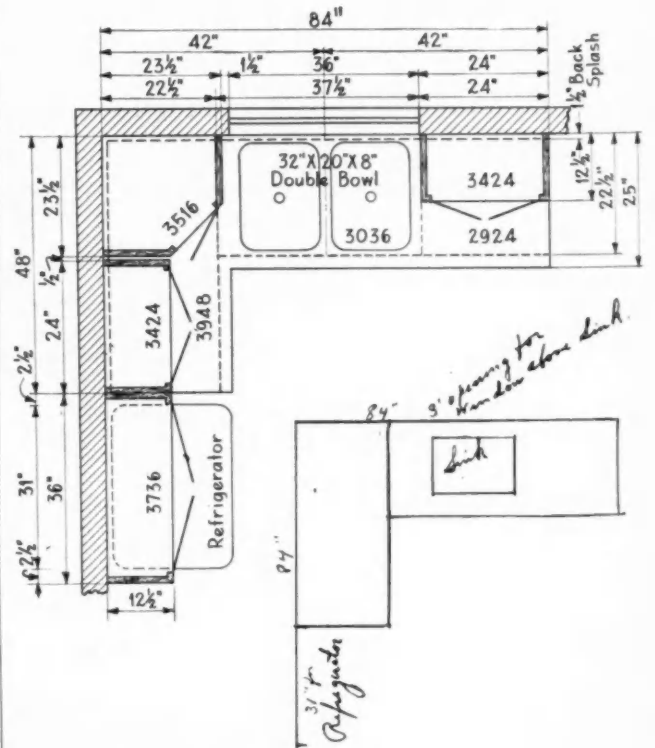 84"
42" 42"
23½" 1½" 36" 24"
22½" 37½" 24"
½" Back
Splash
32"X20"X8"
Double Bowl
3516
3036
3424
2924
12½"
22½"
25"
48"
23½"
½"
24"
2½"
3424
3948
31"
36"
2½"
3736
Refrigerator
12½"
84" 3' opening for
window above sink.
Sink
84"
31" for
Refrigerator